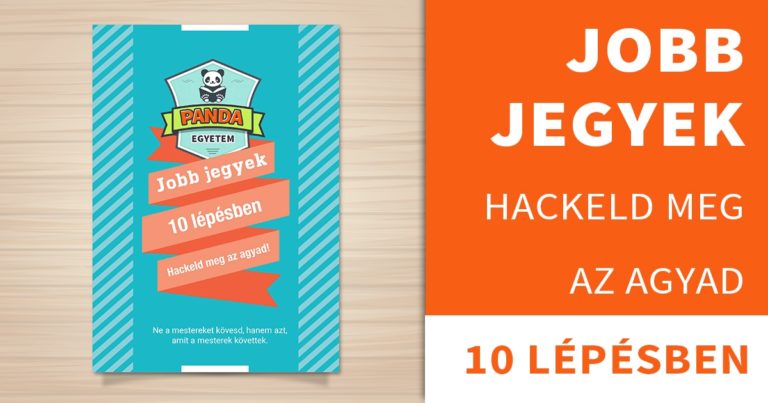 PANDA
EGYETEM
Jobb jegyek
10 lépésben
Hackeld meg az agyad!
Ne a mestereket kövesd, hanem azt,
amit a mesterek követtek.
JOBB
JEGYEK
HACKELD MEG
AZ AGYAD
10 LÉPÉSBEN